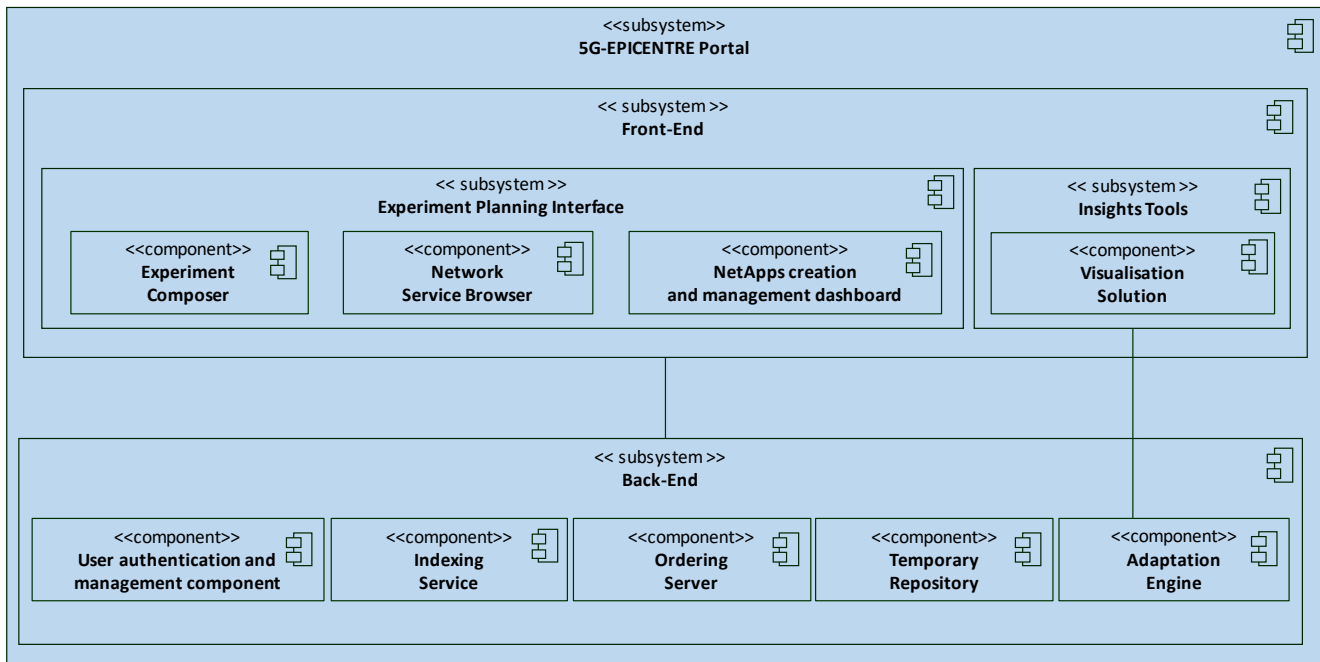 <<subsystem>>
5G-EPICENTRE Portal
<< subsystem >>
Front-End
<< subsystem >>
Experiment Planning Interface
<<component>>
Experiment
Composer
<<component>>
Network
Service Browser
<<component>>
NetApps creation
and management dashboard
<< subsystem >>
Insights Tools
<<component>>
Visualisation
Solution
<< subsystem >>
Back-End
<<component>>
User authentication and
management component
<<component>>
Indexing
Service
<<component>>
Ordering
Server
<<component>>
Temporary
Repository
<<component>>
Adaptation
Engine